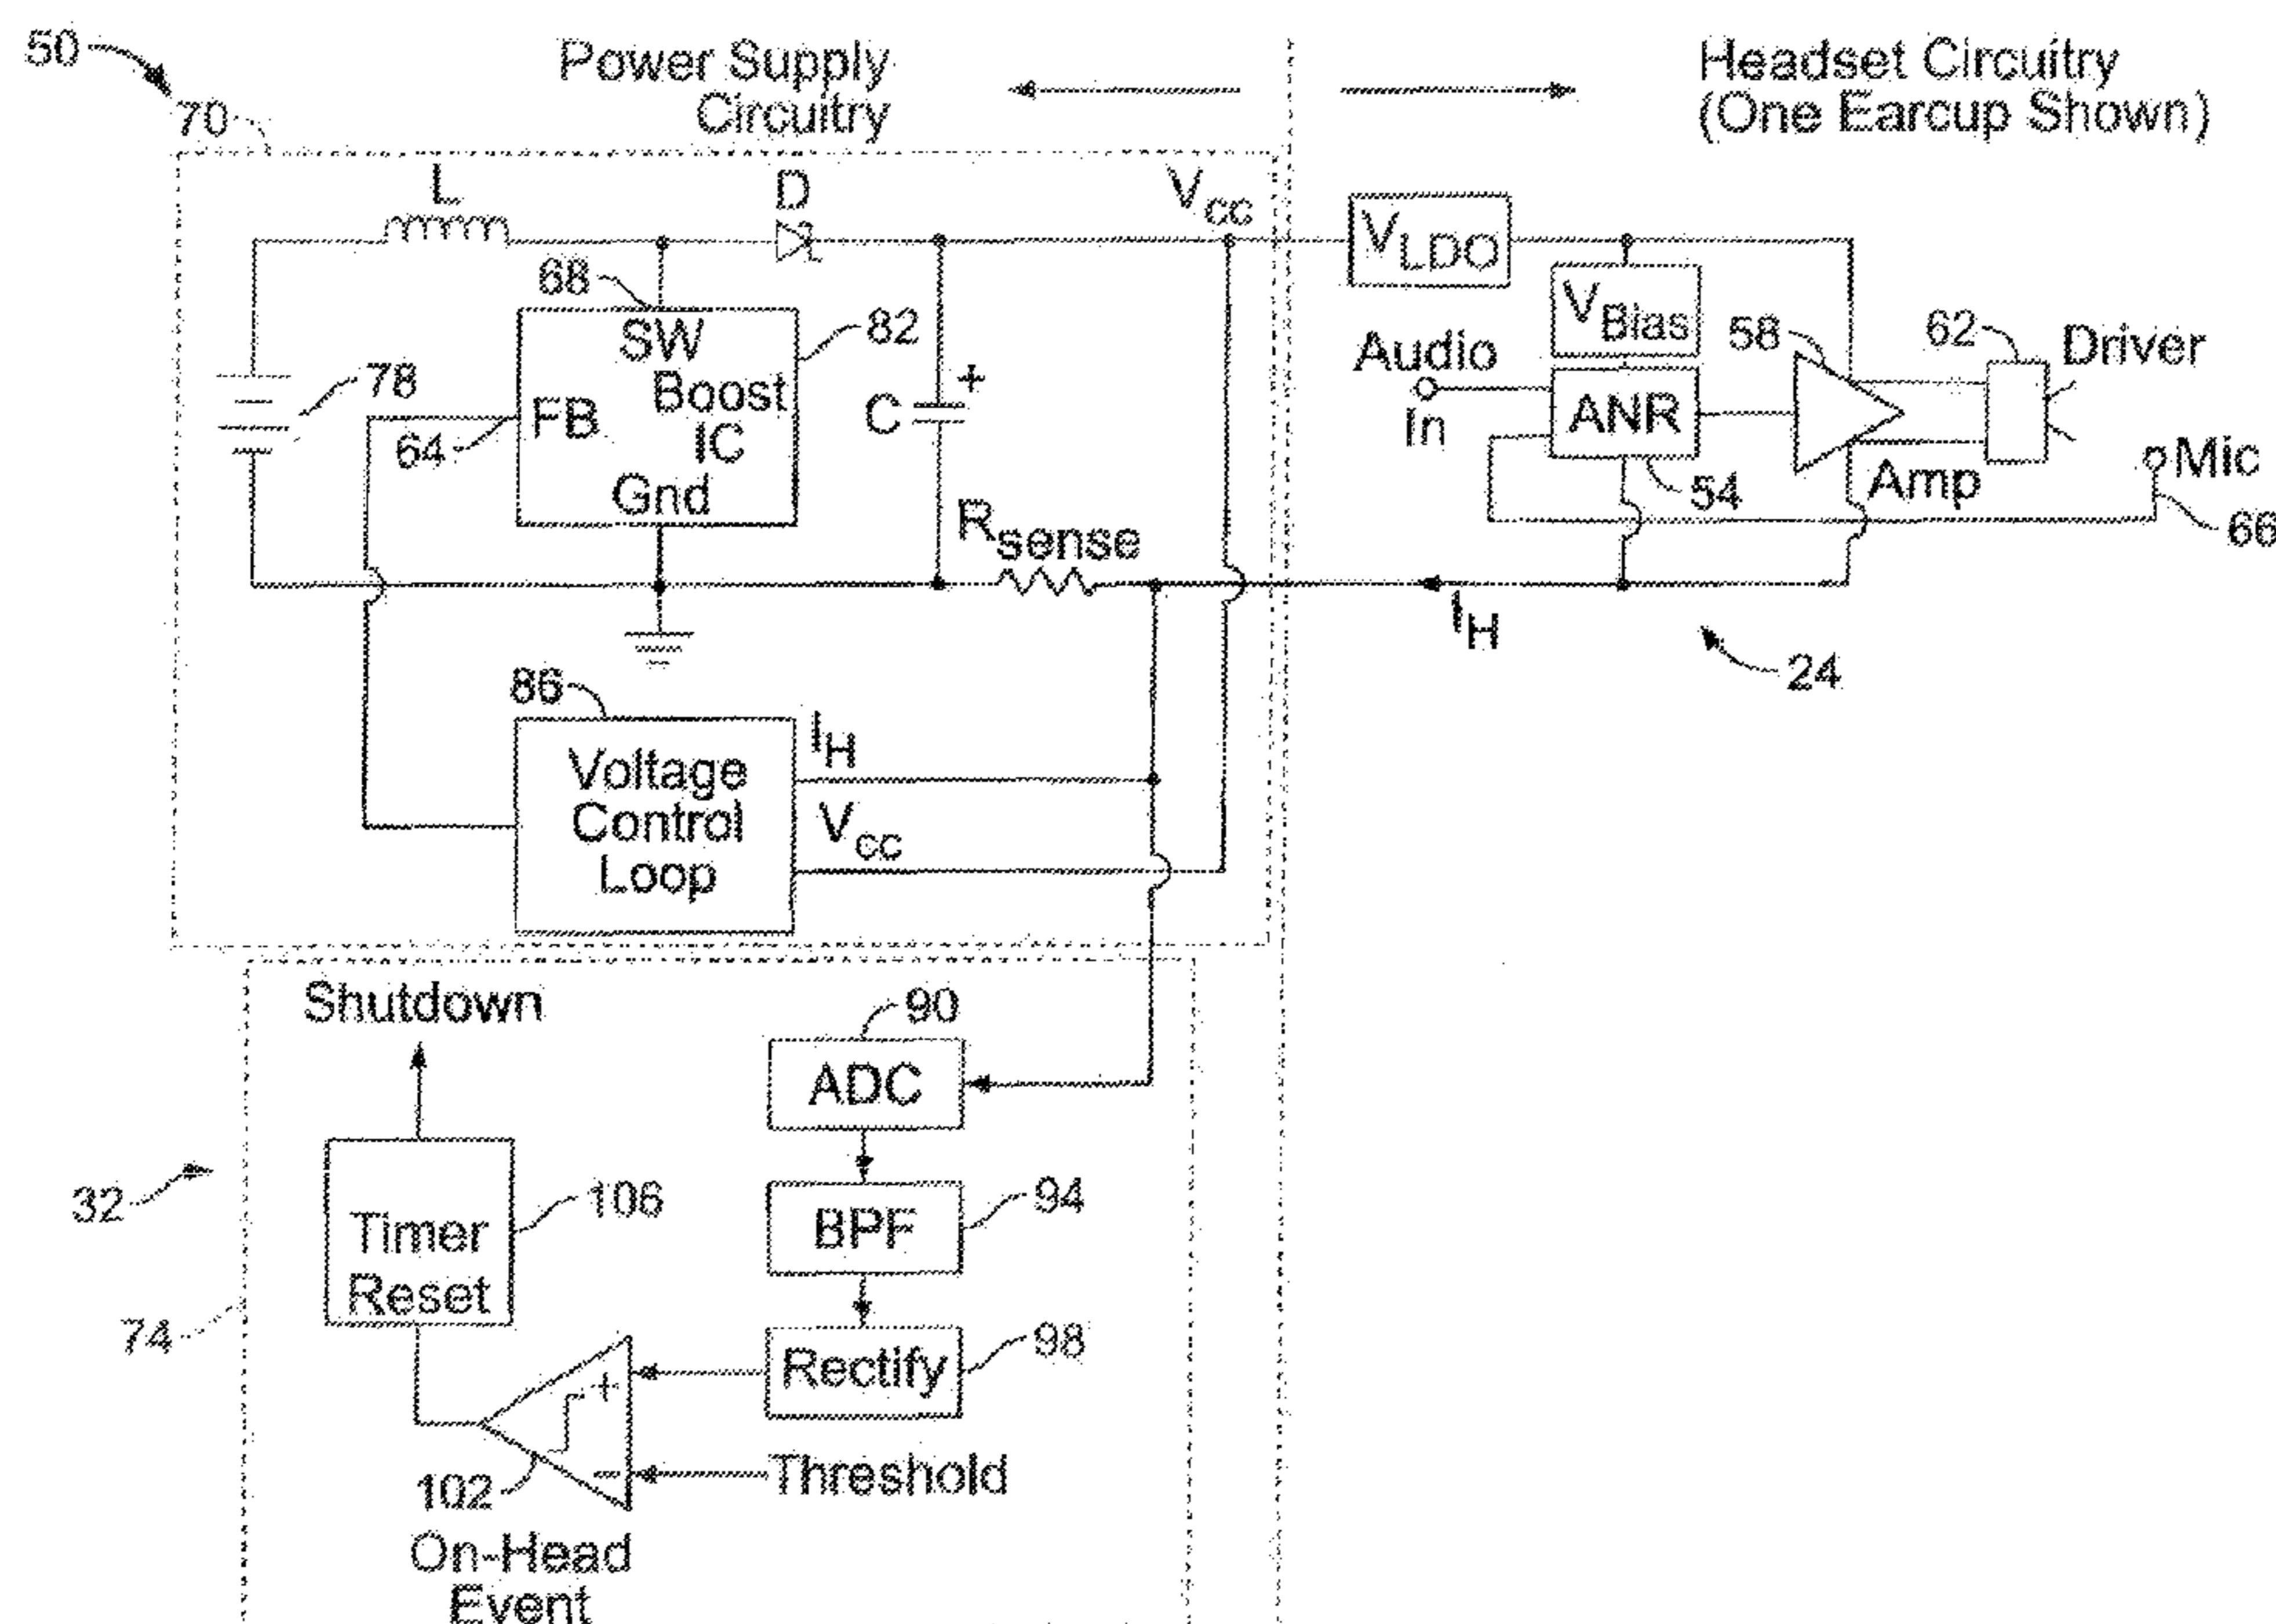 50
Power Supply
Circuitry
Headset Circuitry
(One Earcup Shown)
70
L
D
Vcc
VLDO
68
SW
82
Boost
IC
FB
64
Gnd
78
+
C
Rsense
Audio
In
VBias
ANR
54
58
Amp
62
Driver
Mic
66
IH
24
86
Voltage
Control
Loop
IH
Vcc
Shutdown
90
ADC
32
Timer
Reset
106
BPF
94
74
Rectify
98
+
-
Threshold
102
On-Head
Event